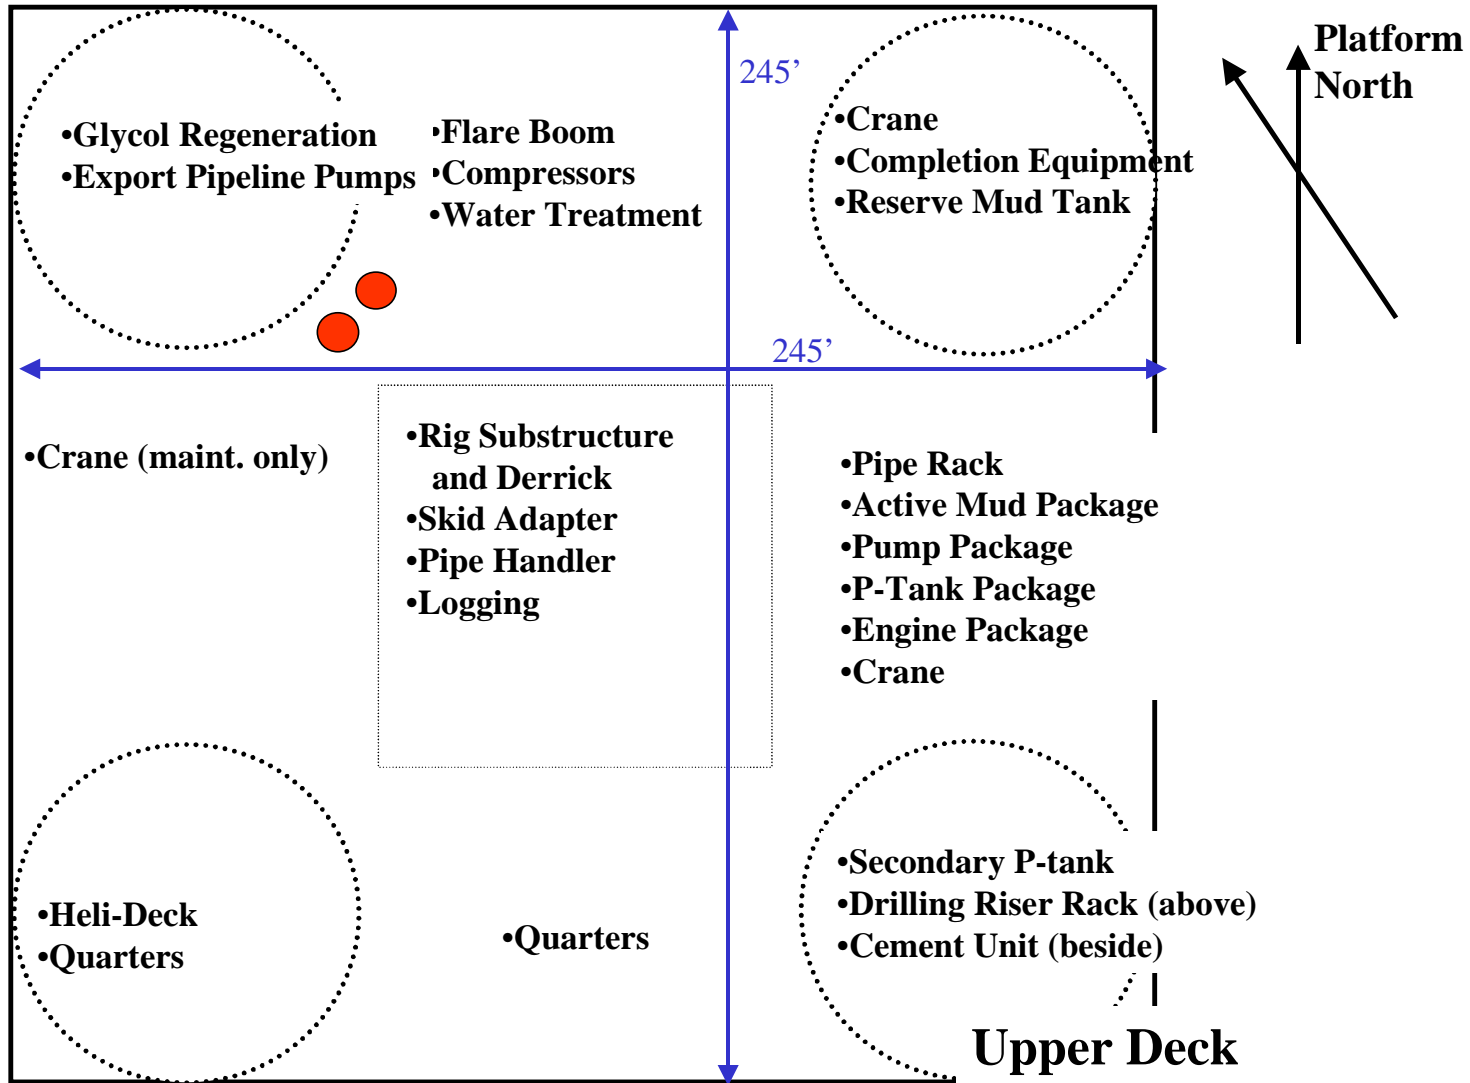 245’
Platform
North
•Glycol Regeneration
•Export Pipeline Pumps
•Flare Boom
•Compressors
•Water Treatment
•Crane
•Completion Equipment
•Reserve Mud Tank
245’
•Crane (maint. only)
•Rig Substructure
and Derrick
•Skid Adapter
•Pipe Handler
•Logging
•Pipe Rack
•Active Mud Package
•Pump Package
•P-Tank Package
•Engine Package
•Crane
•Heli-Deck
•Quarters
•Quarters
•Secondary P-tank
•Drilling Riser Rack (above)
•Cement Unit (beside)
Upper Deck